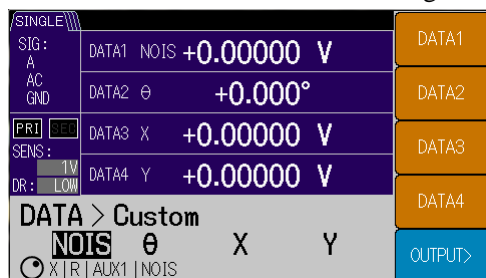 SINGLE
SIG:
A
AC
GND
PRI SEC
SENS:
1V
DR: LOW
DATA1 NOIS +0.00000 V
DATA2 θ +0.000°
DATA3 X +0.00000 V
DATA4 Y +0.00000 V
DATA > Custom
NOIS θ X Y
X|R|AUX1|NOIS
DATA1
DATA2
DATA3
DATA4
OUTPUT>